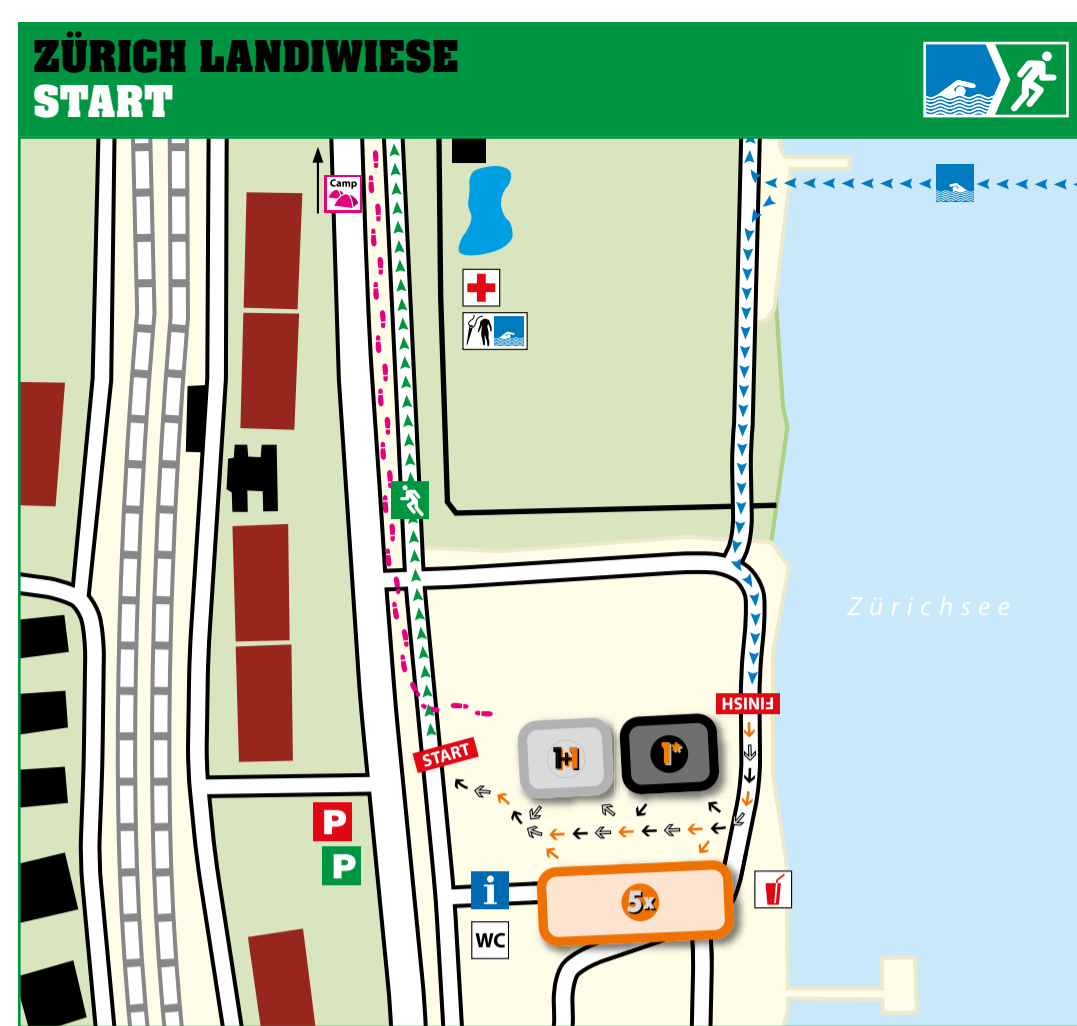 ZÜRICH LANDIWIESE
START
Camp
Zürichsee
FINISH
START
1+1
1*
P
P
i
5x
WC